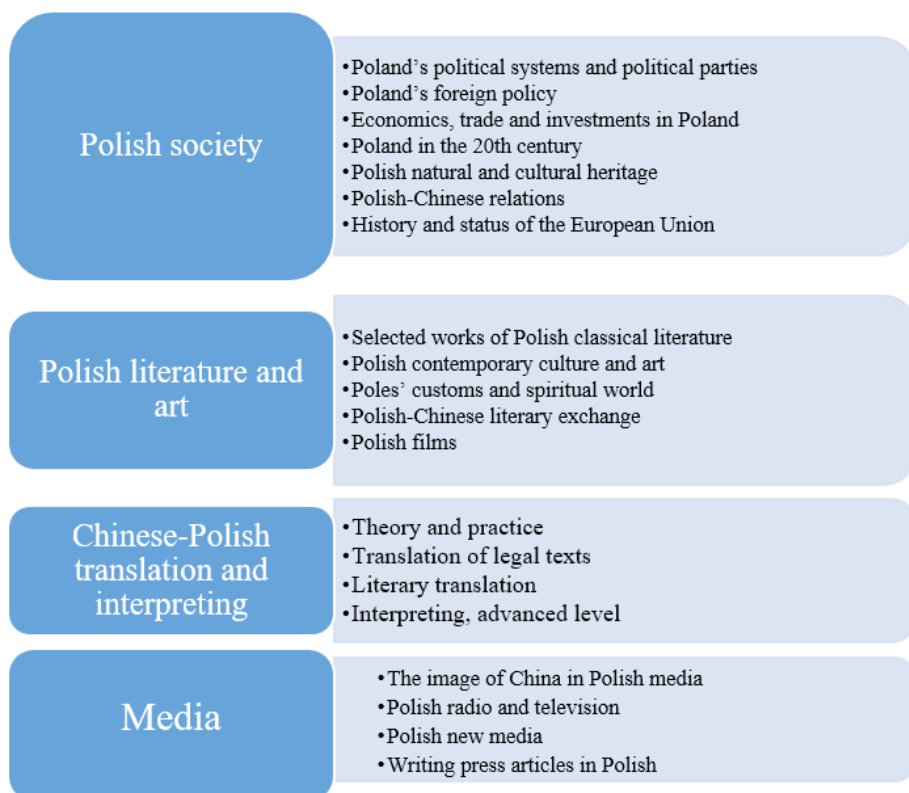 Polish society
•Poland’s political systems and political parties
•Poland’s foreign policy
•Economics, trade and investments in Poland
•Poland in the 20th century
•Polish natural and cultural heritage
•Polish-Chinese relations
•History and status of the European Union
Polish literature and
art
•Selected works of Polish classical literature
•Polish contemporary culture and art
•Poles’ customs and spiritual world
•Polish-Chinese literary exchange
•Polish films
Chinese-Polish
translation and
interpreting
•Theory and practice
•Translation of legal texts
•Literary translation
•Interpreting, advanced level
Media
•The image of China in Polish media
•Polish radio and television
•Polish new media
•Writing press articles in Polish